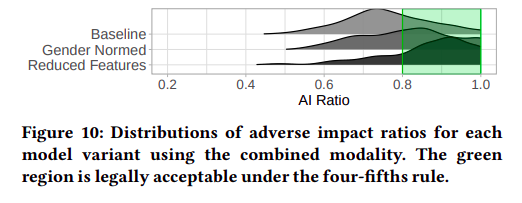 Baseline
Gender Normed
Reduced Features
0.2 0.4 0.6 0.8 1.0
AI Ratio
Figure 10: Distributions of adverse impact ratios for each
model variant using the combined modality. The green
region is legally acceptable under the four-fifths rule.